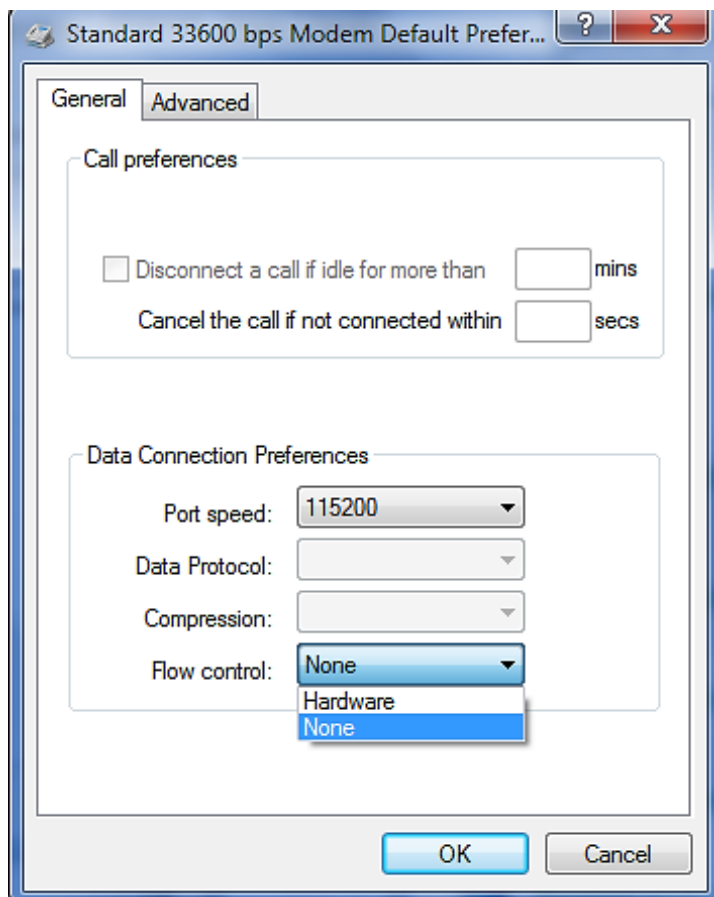 Standard 33600 bps Modem Default Prefer...
?
X
General
Advanced
Call preferences
Disconnect a call if idle for more than mins
Cancel the call if not connected within secs
Data Connection Preferences
Port speed: 115200
Data Protocol:
Compression:
Flow control: None
Hardware
None
OK
Cancel